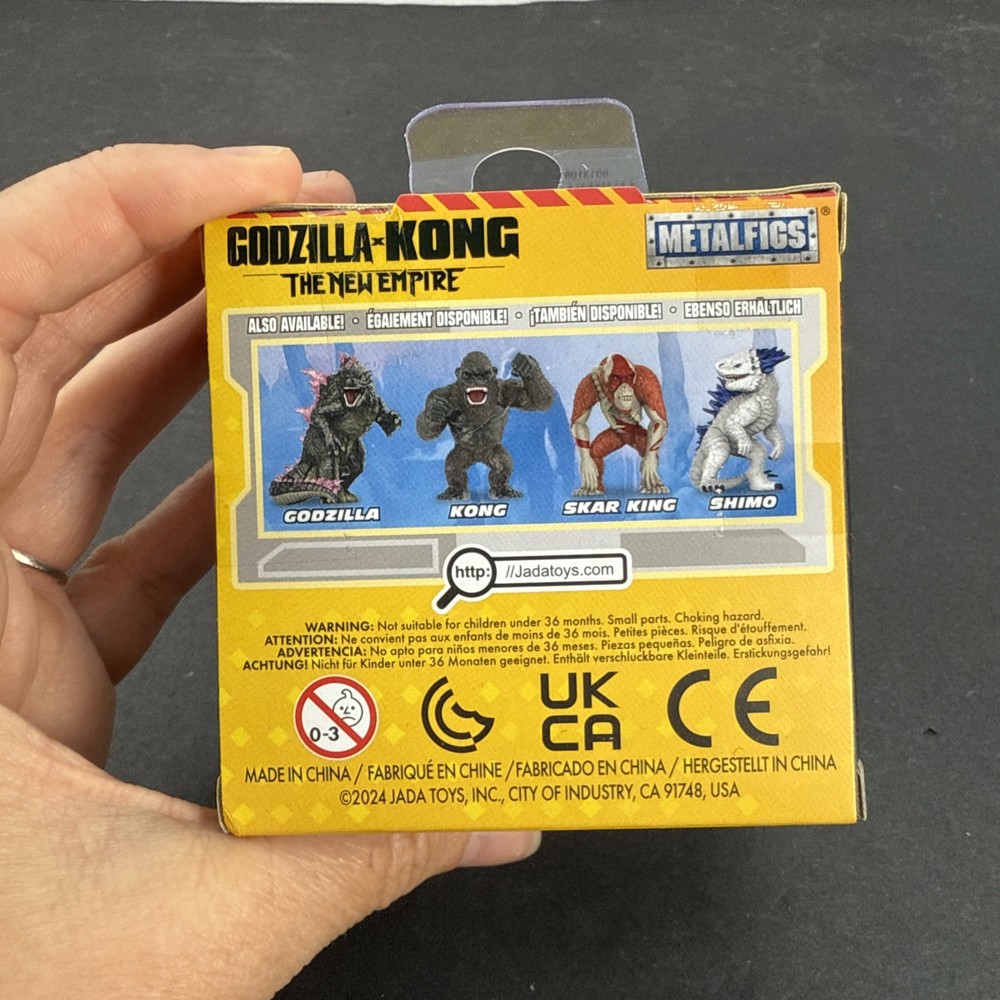 GODZILLA x KONG
THE NEW EMPIRE
METALFIGS®
ALSO AVAILABLE! • ÉGALEMENT DISPONIBLE! • ¡TAMBIÉN DISPONIBLE! • EBENSO ERHÄLTLICH
GODZILLA
KONG
SKAR KING
SHIMO
http: //Jadatoys.com
WARNING: Not suitable for children under 36 months. Small parts. Choking hazard.
ATTENTION: Ne convient pas aux enfants de moins de 36 mois. Petites pièces. Risque d'étouffement.
ADVERTENCIA: No apto para niños menores de 36 meses. Piezas pequeñas. Peligro de asfixia.
ACHTUNG! Nicht für Kinder unter 36 Monaten geeignet. Enthält verschluckbare Kleinteile. Erstickungsgefahr!
0-3
UK
CA
CE
MADE IN CHINA / FABRIQUÉ EN CHINE / FABRICADO EN CHINA / HERGESTELLT IN CHINA
©2024 JADA TOYS, INC., CITY OF INDUSTRY, CA 91748, USA